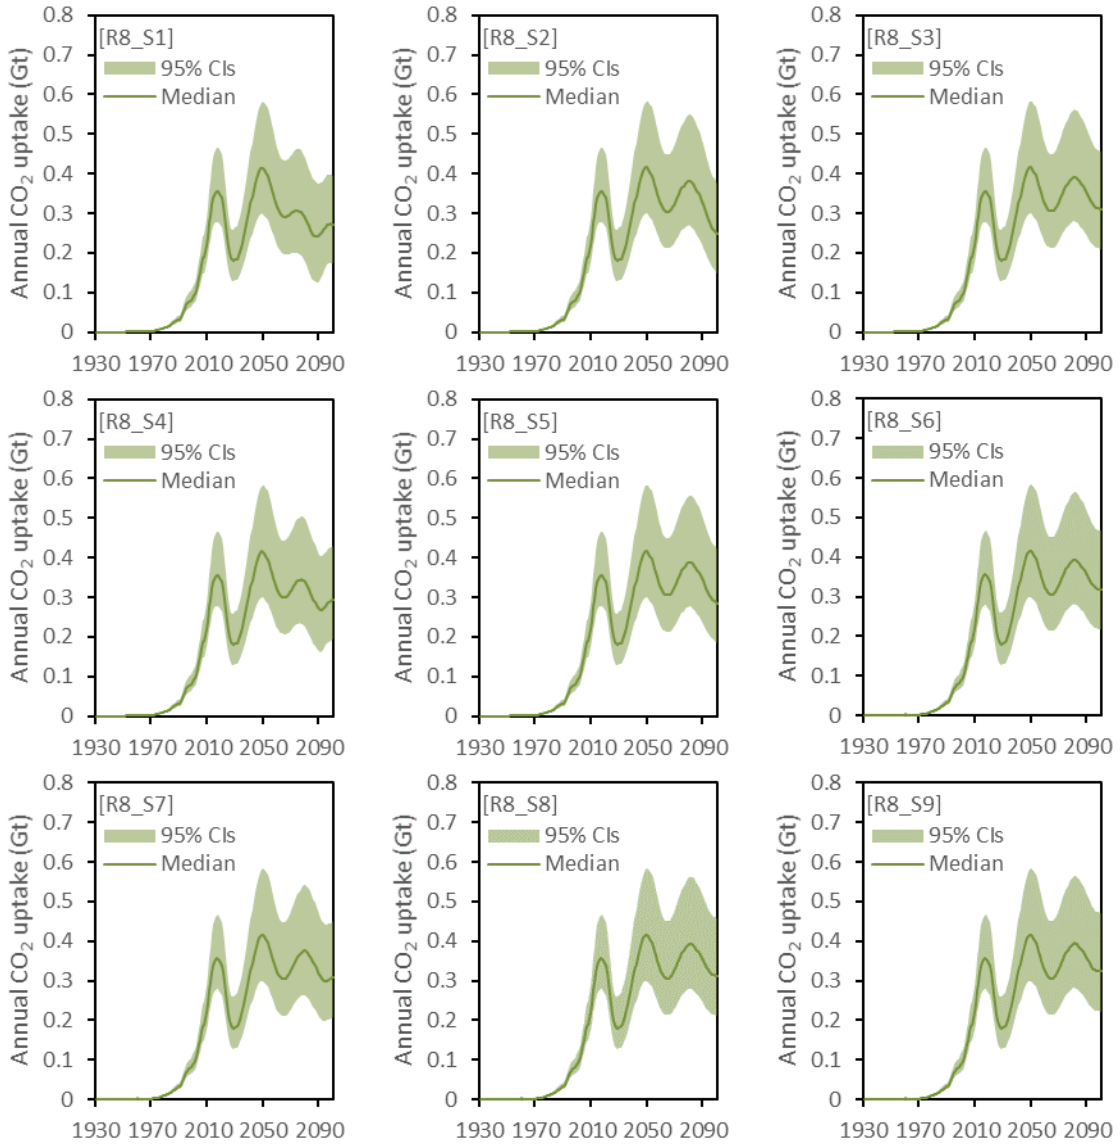 0.8
0.7
0.6
0.5
0.4
0.3
0.2
0.1
0
Annual CO₂ uptake (Gt)
[R8_S1]
95% CIs
Median
1930 1970 2010 2050 2090
0.8
0.7
0.6
0.5
0.4
0.3
0.2
0.1
0
Annual CO₂ uptake (Gt)
[R8_S2]
95% CIs
Median
1930 1970 2010 2050 2090
0.8
0.7
0.6
0.5
0.4
0.3
0.2
0.1
0
Annual CO₂ uptake (Gt)
[R8_S3]
95% CIs
Median
1930 1970 2010 2050 2090
0.8
0.7
0.6
0.5
0.4
0.3
0.2
0.1
0
Annual CO₂ uptake (Gt)
[R8_S4]
95% CIs
Median
1930 1970 2010 2050 2090
0.8
0.7
0.6
0.5
0.4
0.3
0.2
0.1
0
Annual CO₂ uptake (Gt)
[R8_S5]
95% CIs
Median
1930 1970 2010 2050 2090
0.8
0.7
0.6
0.5
0.4
0.3
0.2
0.1
0
Annual CO₂ uptake (Gt)
[R8_S6]
95% CIs
Median
1930 1970 2010 2050 2090
0.8
0.7
0.6
0.5
0.4
0.3
0.2
0.1
0
Annual CO₂ uptake (Gt)
[R8_S7]
95% CIs
Median
1930 1970 2010 2050 2090
0.8
0.7
0.6
0.5
0.4
0.3
0.2
0.1
0
Annual CO₂ uptake (Gt)
[R8_S8]
95% CIs
Median
1930 1970 2010 2050 2090
0.8
0.7
0.6
0.5
0.4
0.3
0.2
0.1
0
Annual CO₂ uptake (Gt)
[R8_S9]
95% CIs
Median
1930 1970 2010 2050 2090